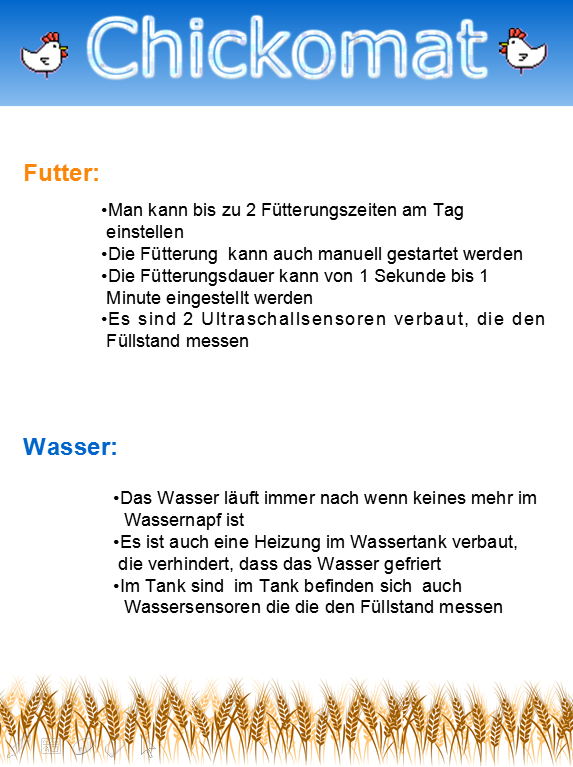 Chickomat
Futter:
•Man kann bis zu 2 Fütterungszeiten am Tag
einstellen
•Die Fütterung kann auch manuell gestartet werden
•Die Fütterungsdauer kann von 1 Sekunde bis 1
Minute eingestellt werden
•Es sind 2 Ultraschallsensoren verbaut, die den
Füllstand messen
Wasser:
•Das Wasser läuft immer nach wenn keines mehr im
Wassernapf ist
•Es ist auch eine Heizung im Wassertank verbaut,
die verhindert, dass das Wasser gefriert
•Im Tank sind im Tank befinden sich auch
Wassersensoren die die den Füllstand messen